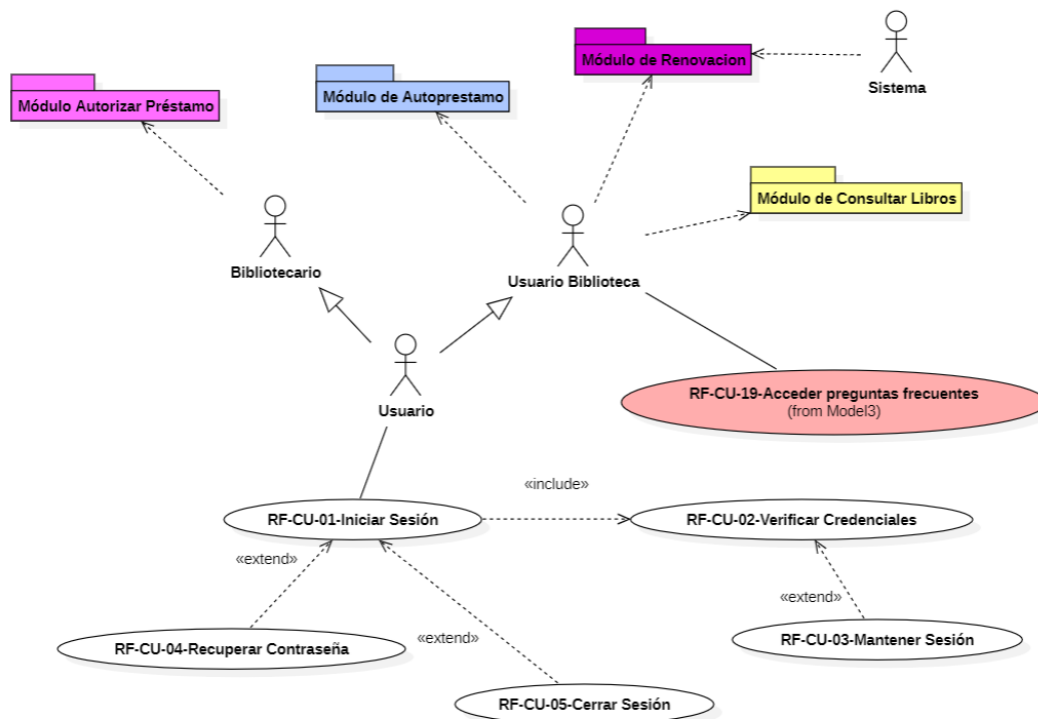 Módulo de Renovacion
Sistema
Módulo Autorizar Préstamo
Módulo de Autoprestamo
Módulo de Consultar Libros
Bibliotecario
Usuario Biblioteca
Usuario
RF-CU-19-Acceder preguntas frecuentes
(from Model3)
«include»
RF-CU-01-Iniciar Sesión
RF-CU-02-Verificar Credenciales
«extend»
«extend»
«extend»
RF-CU-04-Recuperar Contraseña
RF-CU-03-Mantener Sesión
RF-CU-05-Cerrar Sesión